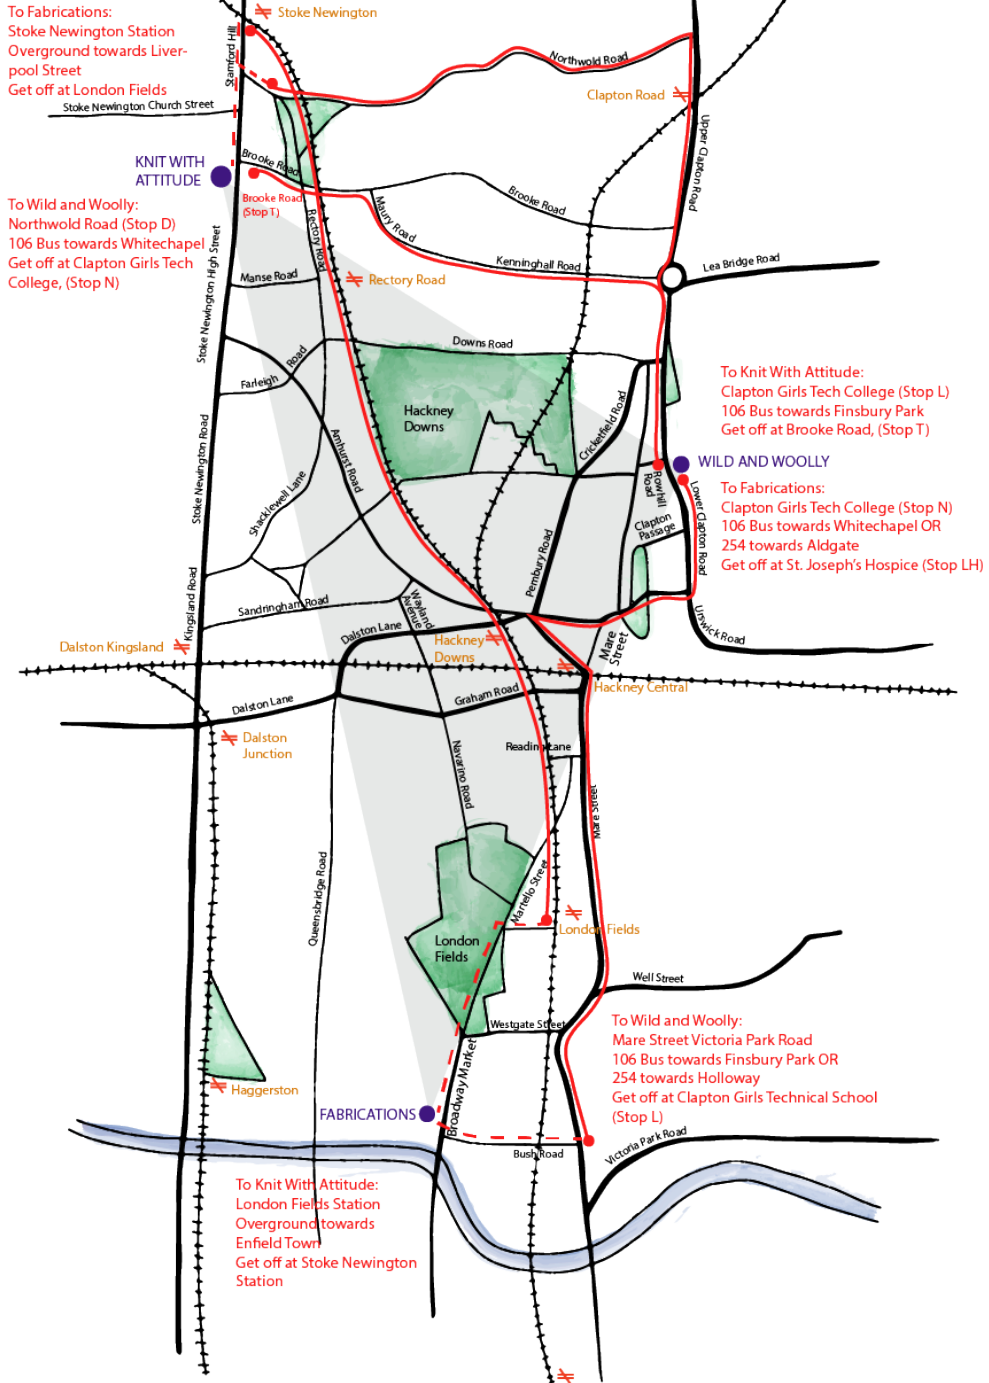 To Fabrications:
Stoke Newington Station
Overground towards Liver-
pool Street
Get off at London Fields
Stoke Newington
Stamford Hill
Northwold Road
Clapton Road
Stoke Newington Church Street
Upper Clapton Road
KNIT WITH
ATTITUDE
Brooke Road
Brooke Road
(Stop T)
Brooke Road
Maury Road
To Wild and Woolly:
Northwold Road (Stop D)
106 Bus towards Whitechapel
Get off at Clapton Girls Tech
College, (Stop N)
Rectory Road
Stoke Newington High Street
Kenninghall Road
Lea Bridge Road
Manse Road
Rectory Road
Downs Road
Farleigh Road
Hackney
Downs
Cricketfield Road
To Knit With Attitude:
Clapton Girls Tech College (Stop L)
106 Bus towards Finsbury Park
Get off at Brooke Road, (Stop T)
WILD AND WOOLLY
Amhurst Road
Stoke Newington Road
Shacklewell Lane
Rowhill
Road
Lower Clapton Road
To Fabrications:
Clapton Girls Tech College (Stop N)
106 Bus towards Whitechapel OR
254 towards Aldgate
Get off at St. Joseph's Hospice (Stop LH)
Clapton
Passage
Pembury Road
Kingsland Road
Sandringham Road
Wayland
Avenue
Dalston Lane
Urswick Road
Mare
Street
Dalston Kingsland
Hackney
Downs
Hackney Central
Graham Road
Dalston Lane
Dalston
Junction
Reading Lane
Navarino Road
Mare Street
Queensbridge Road
Martello Street
London
Fields
London Fields
Well Street
Westgate Street
To Wild and Woolly:
Mare Street Victoria Park Road
106 Bus towards Finsbury Park OR
254 towards Holloway
Get off at Clapton Girls Technical School
(Stop L)
Haggerston
Broadway Market
FABRICATIONS
Bush Road
Victoria Park Road
To Knit With Attitude:
London Fields Station
Overground towards
Enfield Town
Get off at Stoke Newington
Station